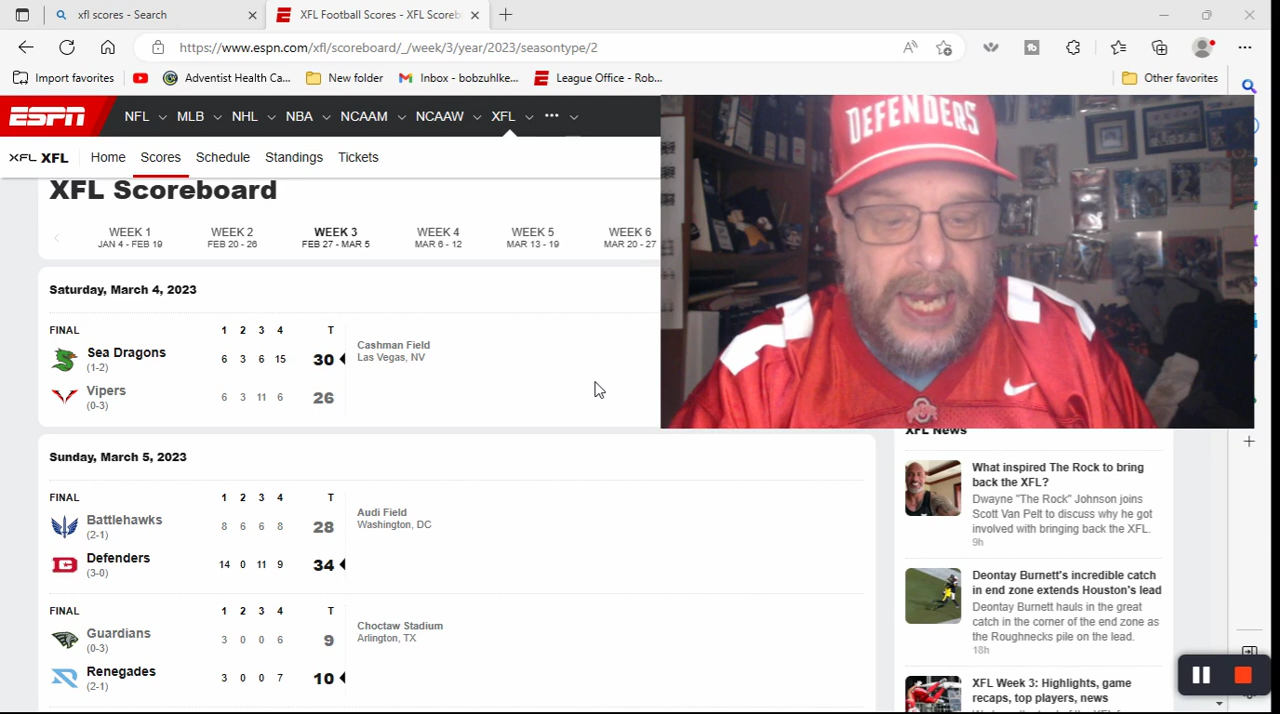 xfl scores - Search
XFL Football Scores - XFL Scoreb
https://www.espn.com/xfl/scoreboard/_/week/3/year/2023/seasontype/2
Import favorites
Adventist Health Ca...
New folder
Inbox - bobzuhlke...
League Office - Rob...
Other favorites
ESPN
NFL
MLB
NHL
NBA
NCAAM
NCAAW
XFL
XFL XFL
Home
Scores
Schedule
Standings
Tickets
DEFENDERS
XFL Scoreboard
WEEK 1
JAN 4 - FEB 19
WEEK 2
FEB 20 - 26
WEEK 3
FEB 27 - MAR 5
WEEK 4
MAR 6 - 12
WEEK 5
MAR 13 - 19
WEEK 6
MAR 20 - 27
Saturday, March 4, 2023
FINAL 1 2 3 4 T
Sea Dragons 6 3 6 15 30
(1-2)
Vipers 6 3 11 6 26
(0-3)
Cashman Field
Las Vegas, NV
Sunday, March 5, 2023
FINAL 1 2 3 4 T
Battlehawks 8 6 6 8 28
(2-1)
Defenders 14 0 11 9 34
(3-0)
Audi Field
Washington, DC
FINAL 1 2 3 4 T
Guardians 3 0 0 6 9
(0-3)
Renegades 3 0 0 7 10
(2-1)
Choctaw Stadium
Arlington, TX
XFL News
What inspired The Rock to bring
back the XFL?
Dwayne "The Rock" Johnson joins
Scott Van Pelt to discuss why he got
involved with bringing back the XFL.
9h
Deontay Burnett's incredible catch
in end zone extends Houston's lead
Deontay Burnett hauls in the great
catch in the corner of the end zone as
the Roughnecks pile on the lead.
18h
XFL Week 3: Highlights, game
recaps, top players, news